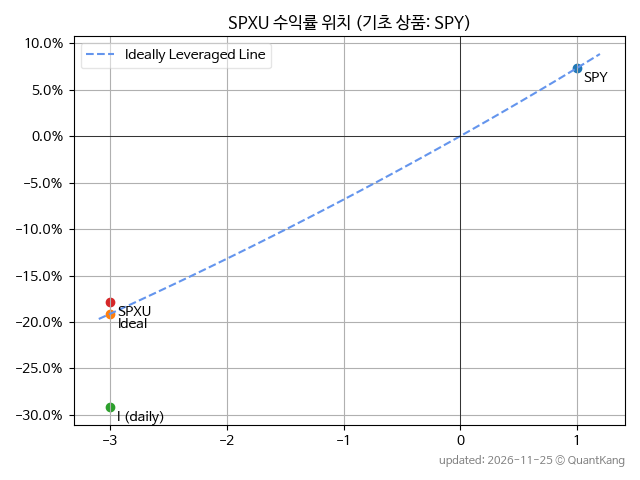 SPXU 수익률 위치 (기초 상품: SPY)
10.0%
Ideally Leveraged Line
SPY
5.0%
0.0%
−5.0%
−10.0%
−15.0%
SPXU
−20.0%
Ideal
−25.0%
−30.0%
I (daily)
−3 −2 −1 0 1
updated: 2026-11-25 © QuantKang